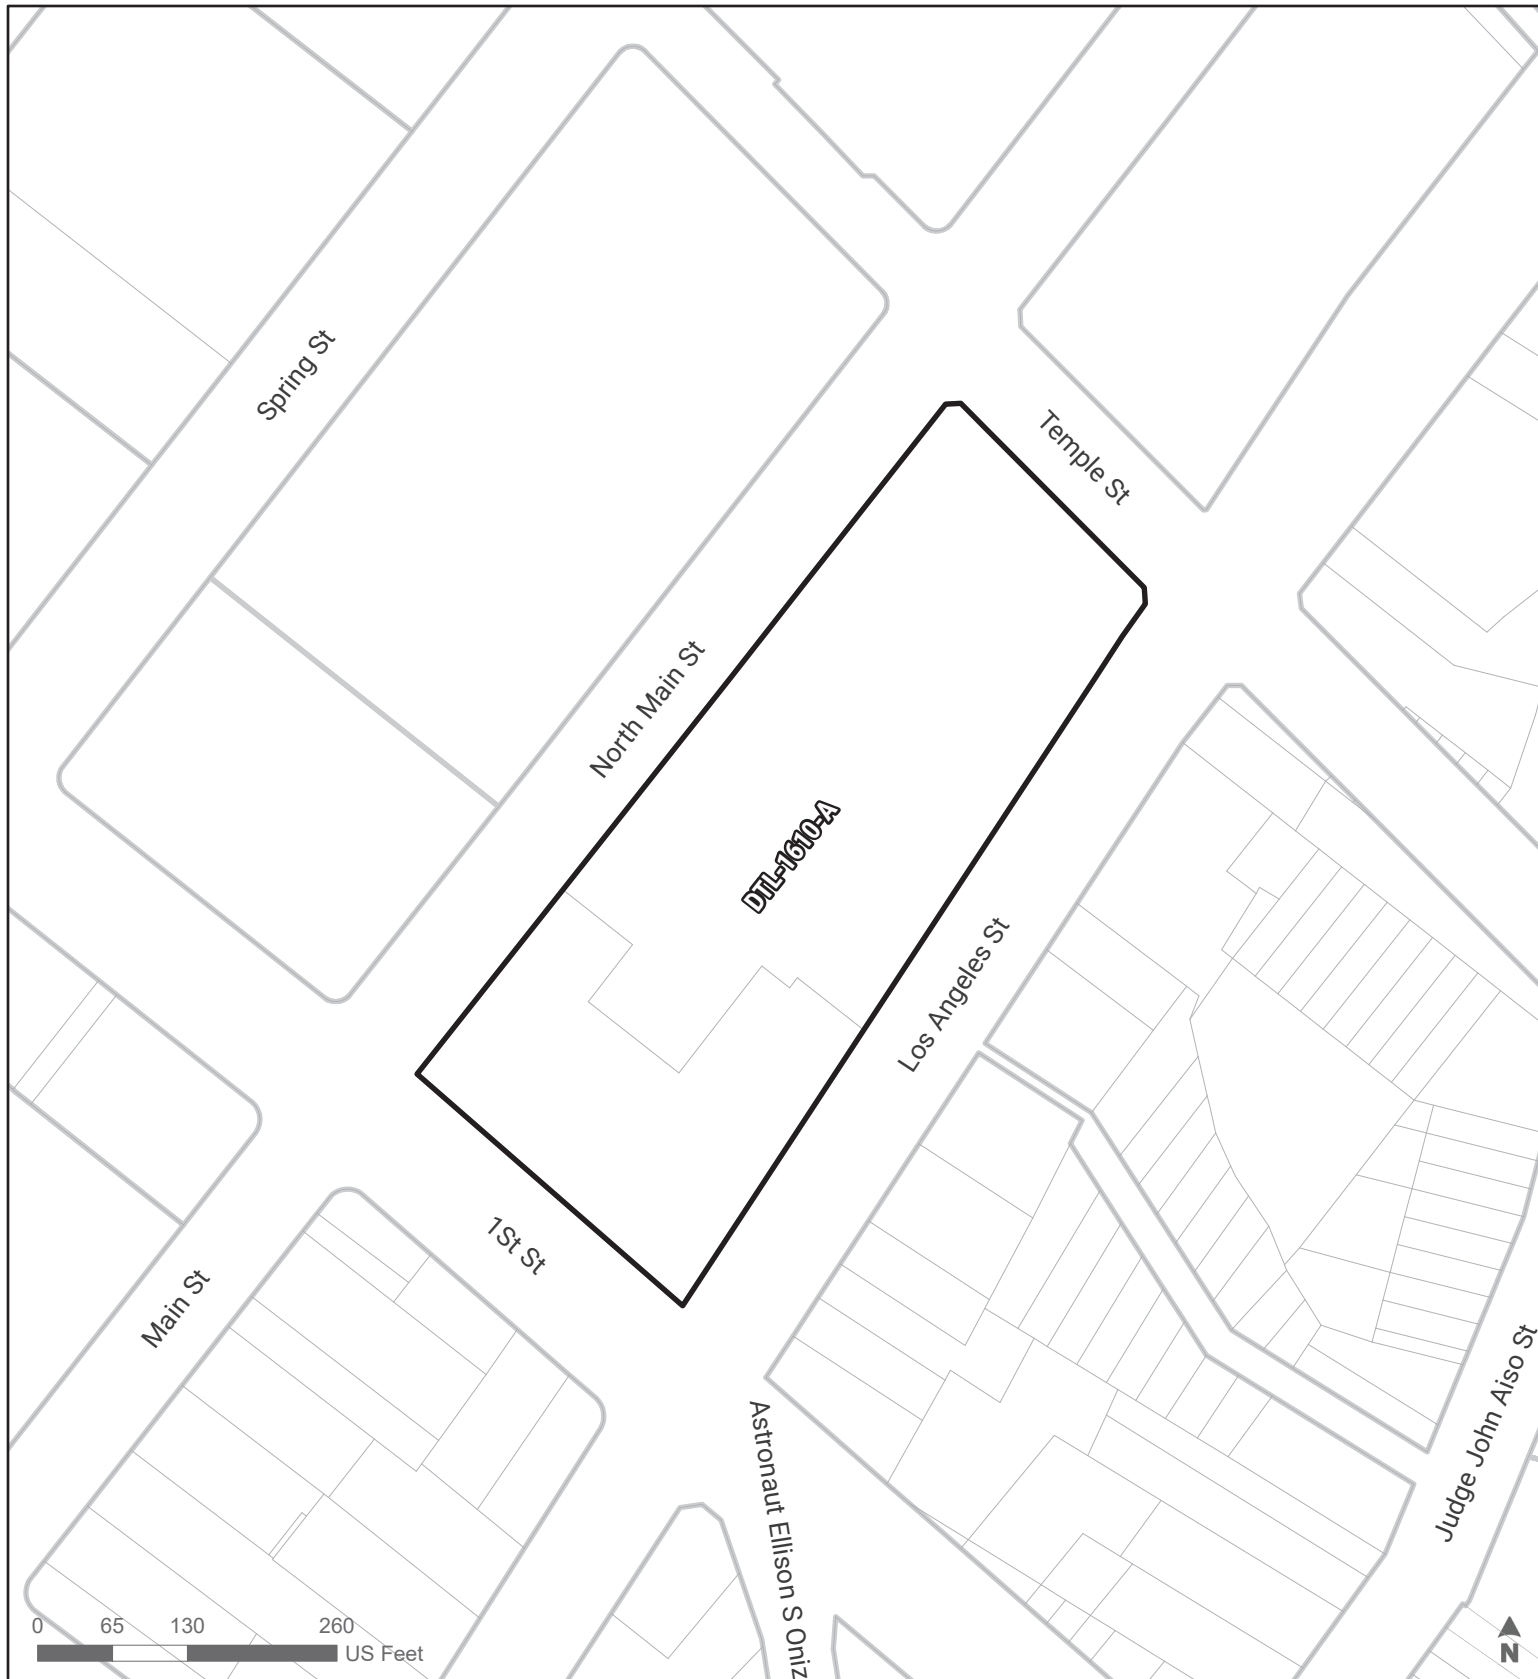 Spring St
Temple St
North Main St
DTL-1610-A
Los Angeles St
1St St
Main St
Judge John Aiso St
Astronaut Ellison S Oniz
0 65 130 260
US Feet
N